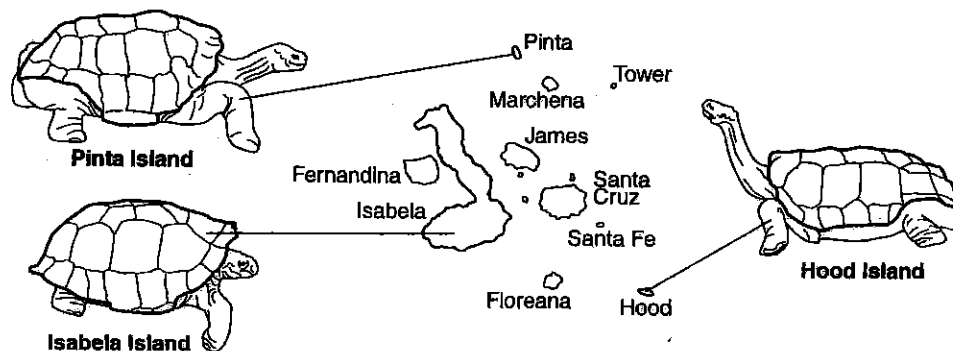 Pinta
Tower
Marchena
James
Pinta Island
Fernandina
Santa
Cruz
Isabela
Santa Fe
Hood Island
Floreana
Hood
Isabela Island